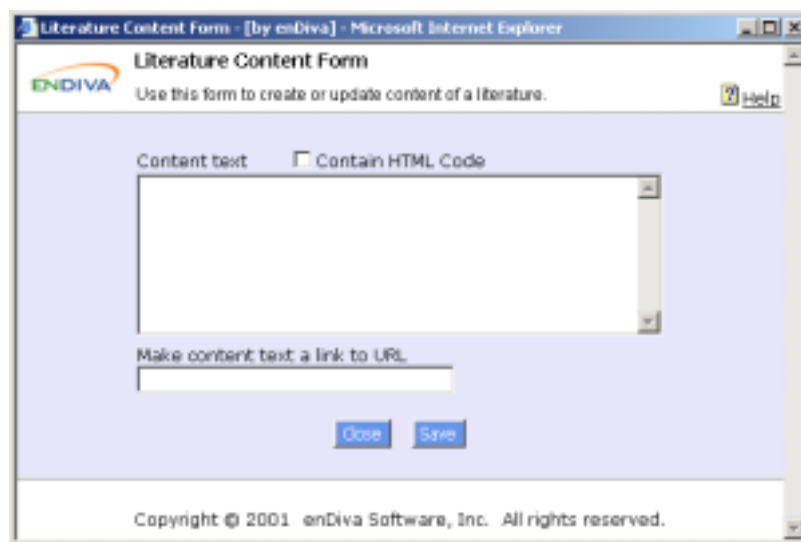 Literature Content Form - [by enDiva] - Microsoft Internet Explorer
ENDIVA
Literature Content Form
Use this form to create or update content of a literature.
Help
Content text
Contain HTML Code
Make content text a link to URL
Close
Save
Copyright © 2001 enDiva Software, Inc. All rights reserved.